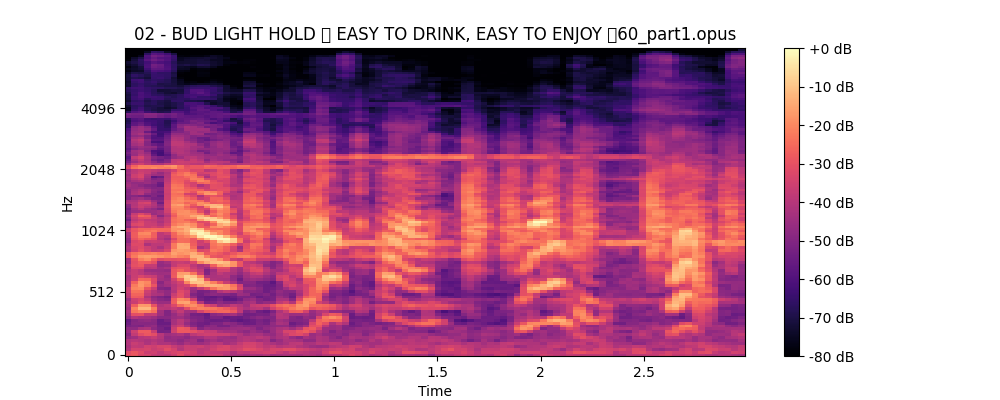 02 - BUD LIGHT HOLD ▯ EASY TO DRINK, EASY TO ENJOY ▯60_part1.opus
Hz
4096
2048
1024
512
0
0
0.5
1
1.5
2
2.5
Time
+0 dB
-10 dB
-20 dB
-30 dB
-40 dB
-50 dB
-60 dB
-70 dB
-80 dB